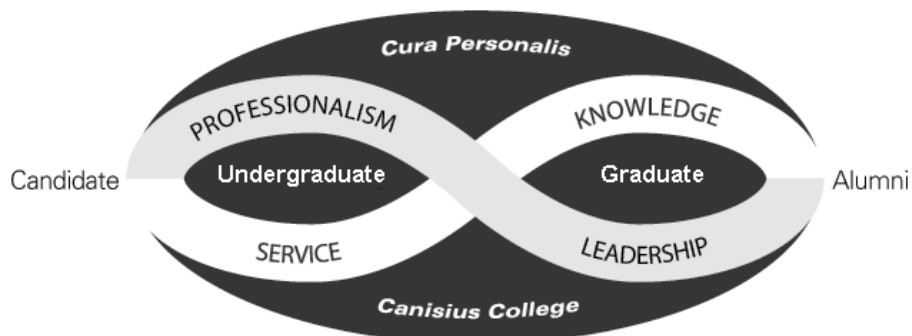 Cura Personalis
PROFESSIONALISM
KNOWLEDGE
Candidate
Undergraduate
Graduate
Alumni
SERVICE
LEADERSHIP
Canisius College